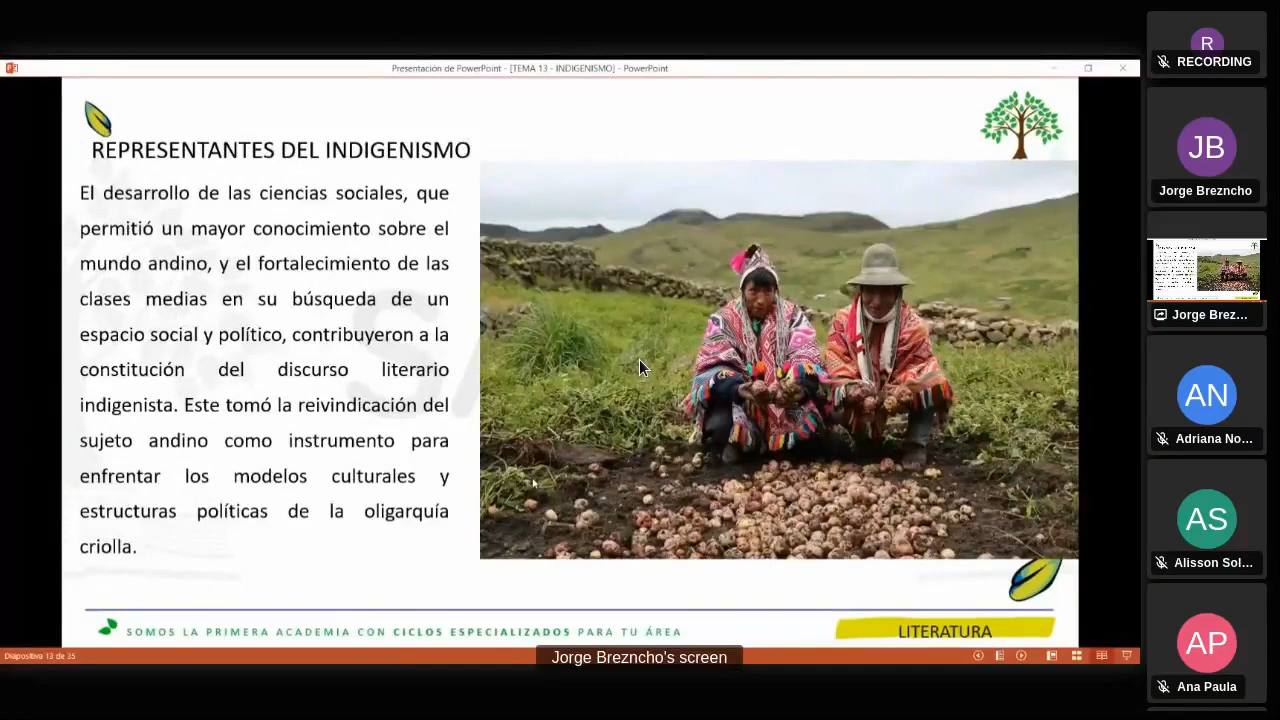 Presentación de PowerPoint - [TEMA 13 - INDIGENISMO] - PowerPoint
REPRESENTANTES DEL INDIGENISMO
El desarrollo de las ciencias sociales, que
permitió un mayor conocimiento sobre el
mundo andino, y el fortalecimiento de las
clases medias en su búsqueda de un
espacio social y político, contribuyeron a la
constitución del discurso literario
indigenista. Este tomó la reivindicación del
sujeto andino como instrumento para
enfrentar los modelos culturales y
estructuras políticas de la oligarquía
criolla.
SOMOS LA PRIMERA ACADEMIA CON CICLOS ESPECIALIZADOS PARA TU ÁREA
LITERATURA
Diapositiva 13 de 35
Jorge Brezncho's screen
R
RECORDING
JB
Jorge Brezncho
Jorge Brez...
AN
Adriana No...
AS
Alisson Sol...
AP
Ana Paula